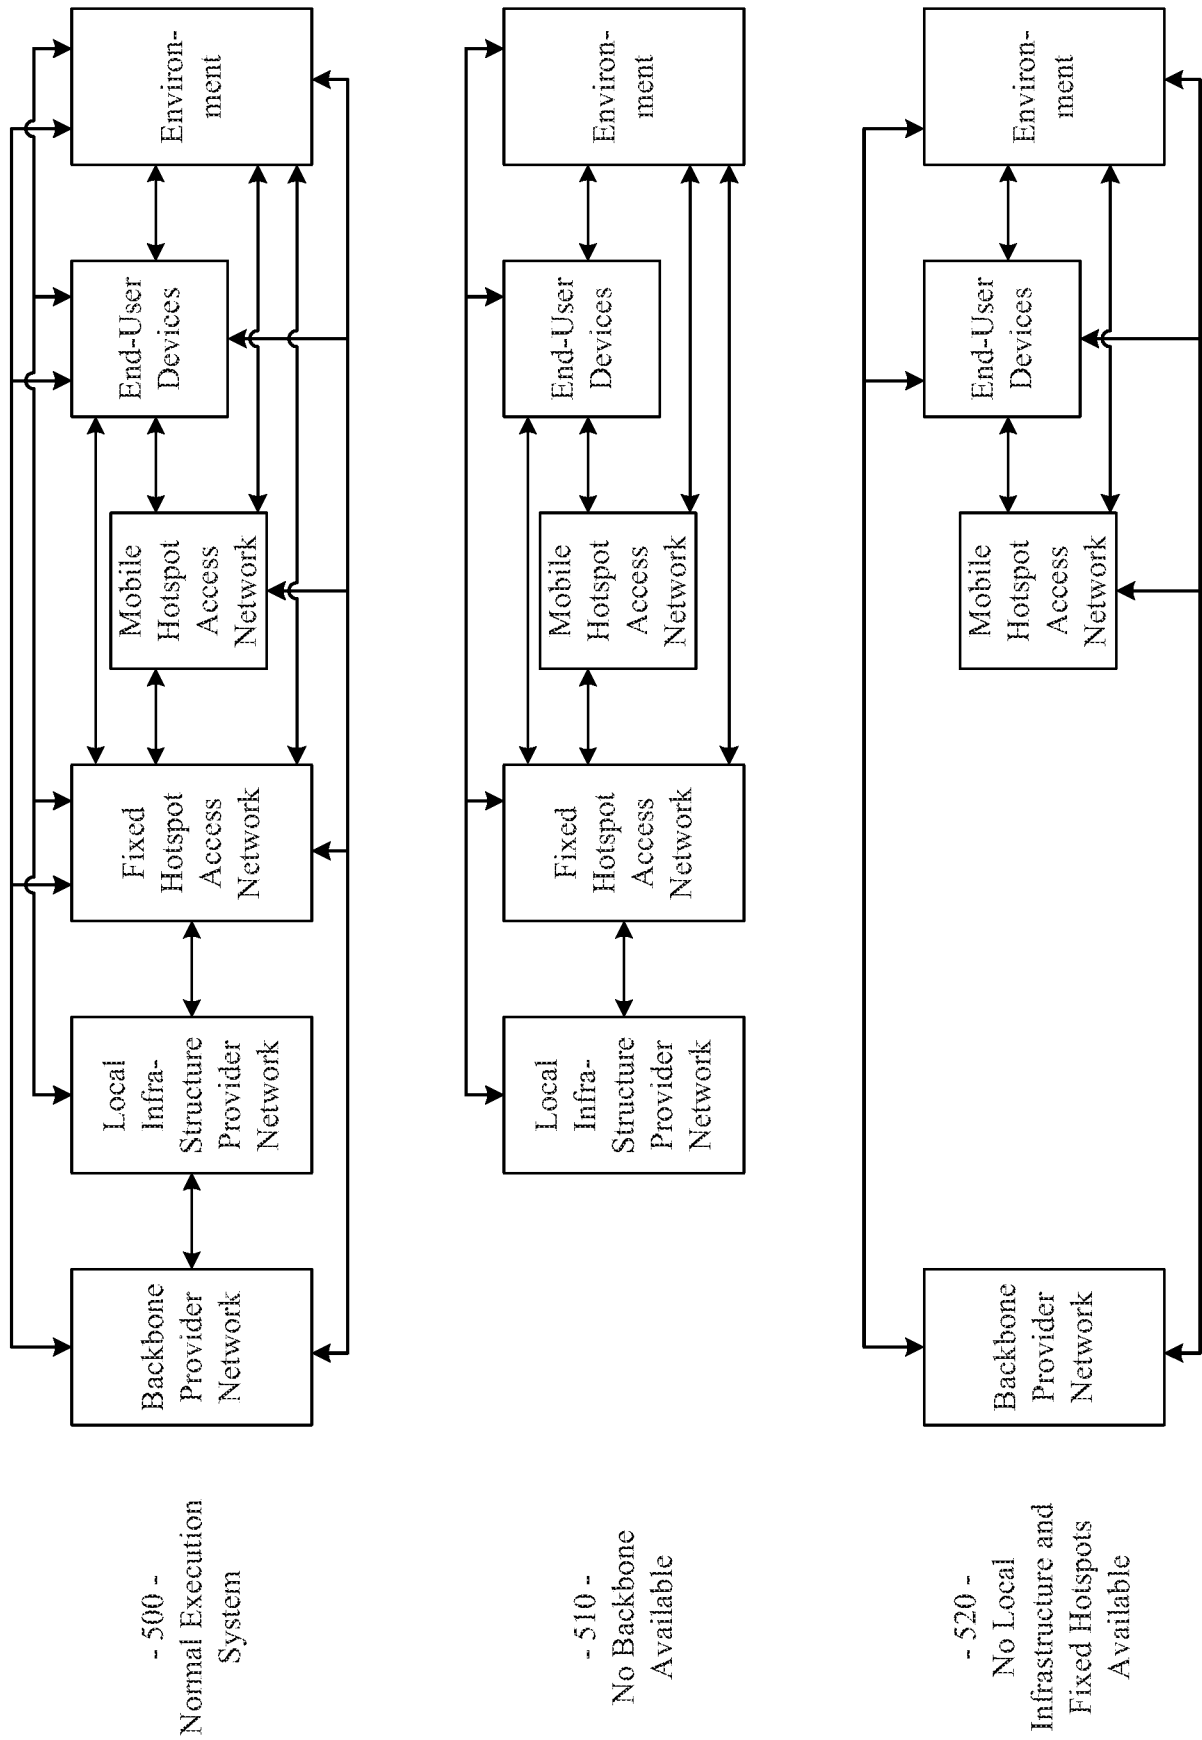 - 500 -
Normal Execution
System
Backbone
Provider
Network
Local
Infra-
Structure
Provider
Network
Fixed
Hotspot
Access
Network
Mobile
Hotspot
Access
Network
End-User
Devices
Environ-
ment
- 510 -
No Backbone
Available
Local
Infra-
Structure
Provider
Network
Fixed
Hotspot
Access
Network
Mobile
Hotspot
Access
Network
End-User
Devices
Environ-
ment
- 520 -
No Local
Infrastructure and
Fixed Hotspots
Available
Backbone
Provider
Network
Mobile
Hotspot
Access
Network
End-User
Devices
Environ-
ment